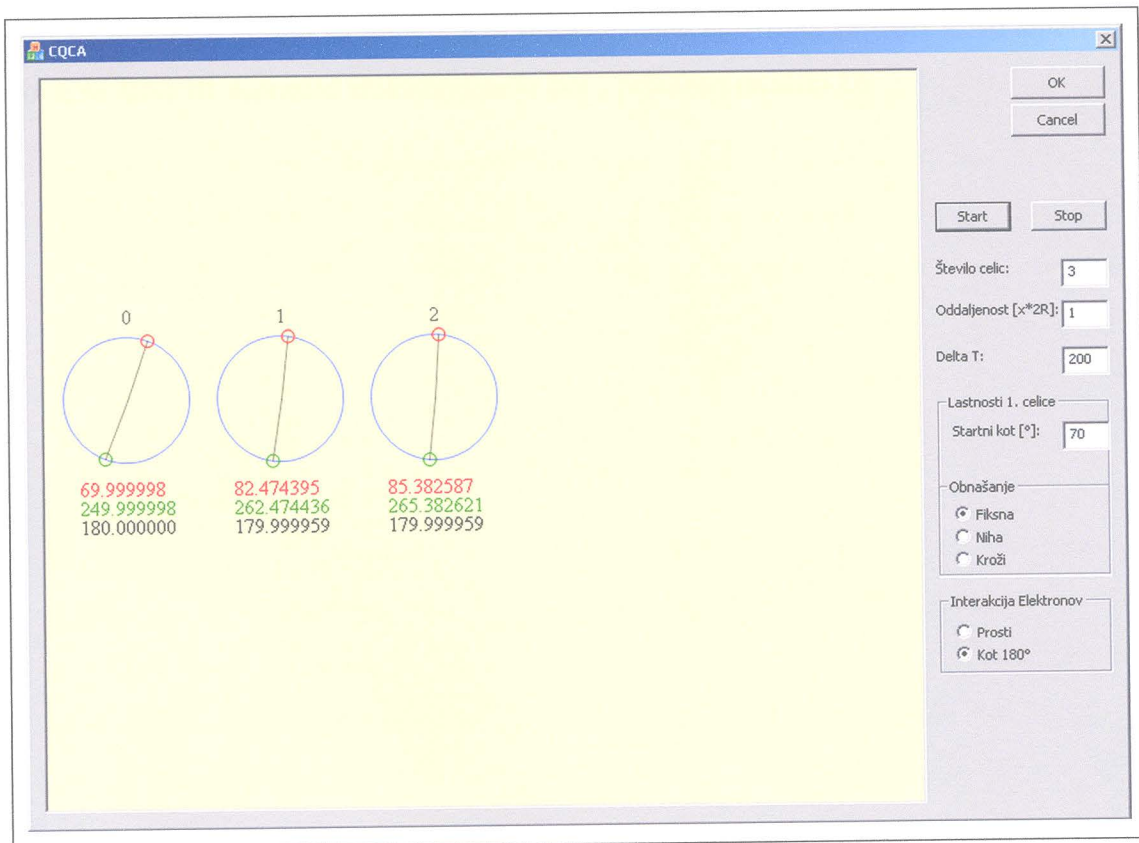 CQCA
OK
Cancel
Start
Stop
Število celic:
3
Oddaljenost [x*2R]:
1
Delta T:
200
Lastnosti 1. celice
Startni kot [°]:
70
Obnašanje
Fiksna
Niha
Kroži
Interakcija Elektronov
Prosti
Kot 180°
0
1
2
69.999998
249.999998
180.000000
82.474395
262.474436
179.999959
85.382587
265.382621
179.999959